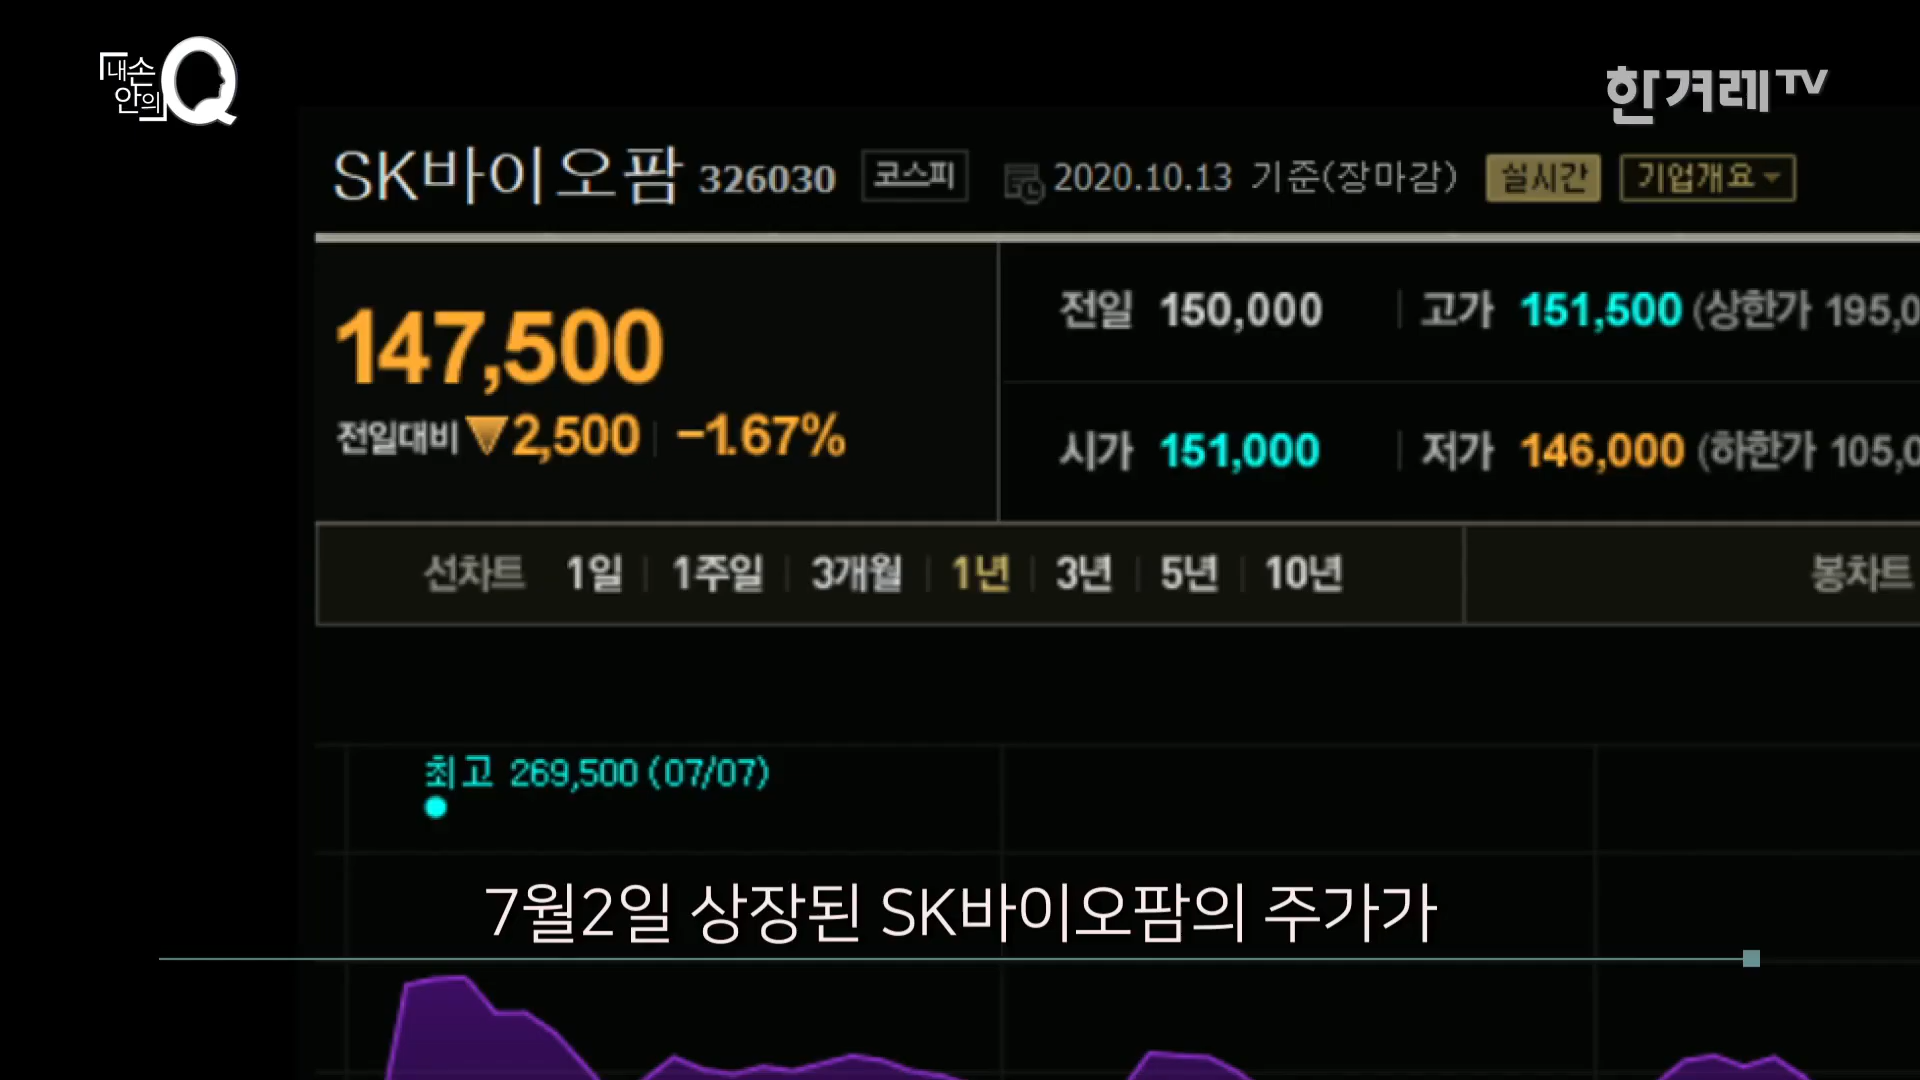 「내손
안의」Q
한겨레TV
SK바이오팜 326030 코스피 2020.10.13 기준(장마감) 실시간 기업개요
147,500
전일대비 ▼2,500 -1.67%
전일 150,000 고가 151,500 (상한가 195,0
시가 151,000 저가 146,000 (하한가 105,0
선차트 1일 1주일 3개월 1년 3년 5년 10년 봉차트
최고 269,500 (07/07)
7월2일 상장된 SK바이오팜의 주가가